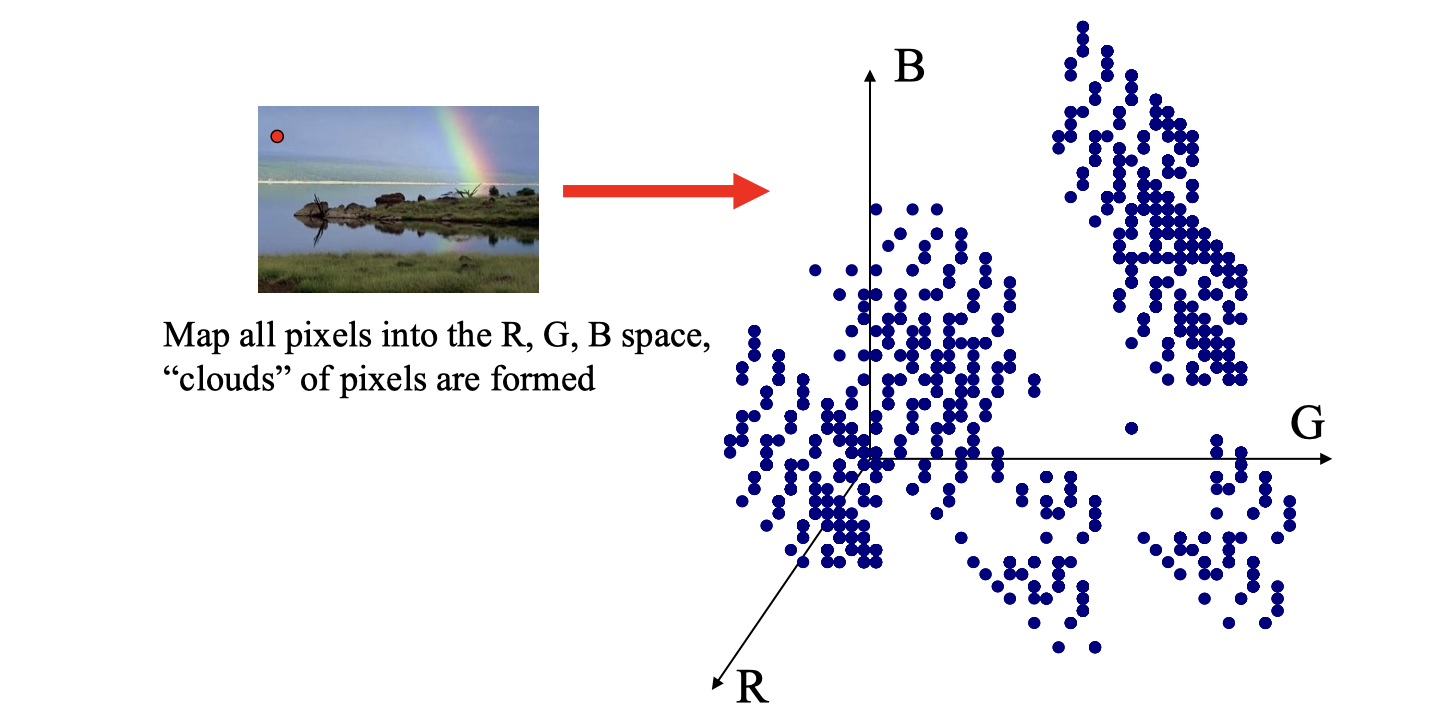 B
Map all pixels into the R, G, B space,
“clouds” of pixels are formed
G
R